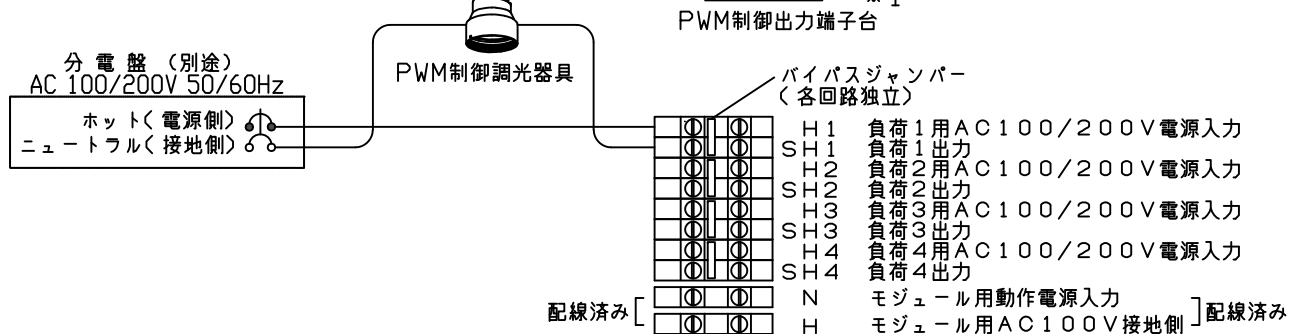 ※1
PWM制御出力端子台
分電盤 (別途)
AC 100/200V 50/60Hz
ホット(電源側)
ニュートラル(接地側)
PWM制御調光器具
バイパスジャンパー
(各回路独立)
H1 負荷1用AC100/200V電源入力
SH1 負荷1出力
H2 負荷2用AC100/200V電源入力
SH2 負荷2出力
H3 負荷3用AC100/200V電源入力
SH3 負荷3出力
H4 負荷4用AC100/200V電源入力
SH4 負荷4出力
配線済み
N モジュール用動作電源入力
H モジュール用AC100V接地側
配線済み